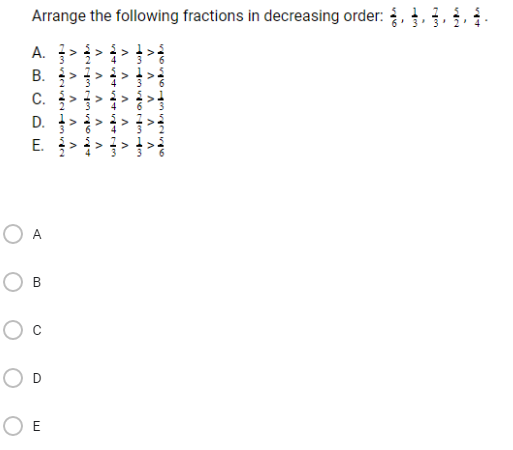 Arrange the following fractions in decreasing order: 5/6, 1/3, 7/3, 5/2, 5/4.
A. 7/3 > 5/2 > 5/4 > 1/3 > 5/6
B. 5/2 > 7/3 > 5/4 > 1/3 > 5/6
C. 5/2 > 7/3 > 5/4 > 5/6 > 1/3
D. 1/3 > 5/6 > 5/4 > 7/3 > 5/2
E. 5/2 > 5/4 > 7/3 > 1/3 > 5/6
A
B
C
D
E